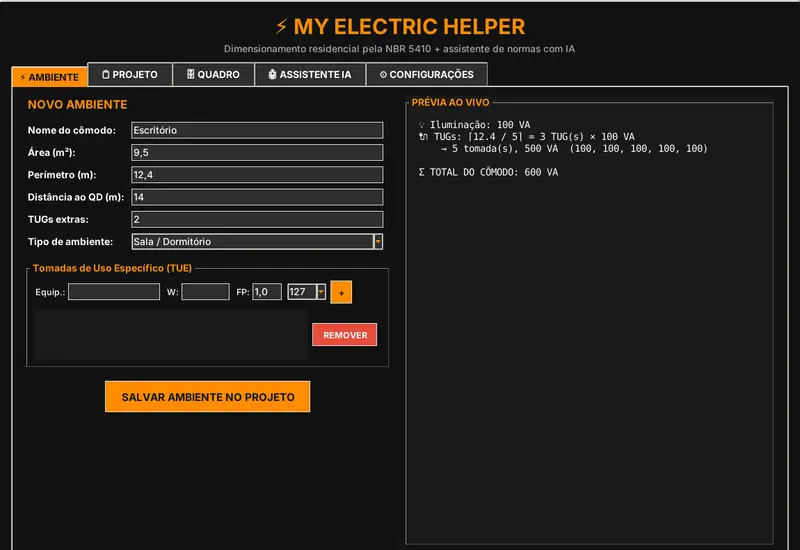 ⚡ MY ELECTRIC HELPER
Dimensionamento residencial pela NBR 5410 + assistente de normas com IA
⚡ AMBIENTE
📋 PROJETO
🗄 QUADRO
🤖 ASSISTENTE IA
⚙ CONFIGURAÇÕES
NOVO AMBIENTE
Nome do cômodo: Escritório
Área (m²): 9,5
Perímetro (m): 12,4
Distância ao QD (m): 14
TUGs extras: 2
Tipo de ambiente: Sala / Dormitório
Tomadas de Uso Específico (TUE)
Equip.: W: FP: 1,0 127 +
REMOVER
SALVAR AMBIENTE NO PROJETO
PRÉVIA AO VIVO
💡 Iluminação: 100 VA
🔌 TUGs: ⌈12.4 / 5⌉ = 3 TUG(s) × 100 VA
→ 5 tomada(s), 500 VA (100, 100, 100, 100, 100)
Σ TOTAL DO CÔMODO: 600 VA